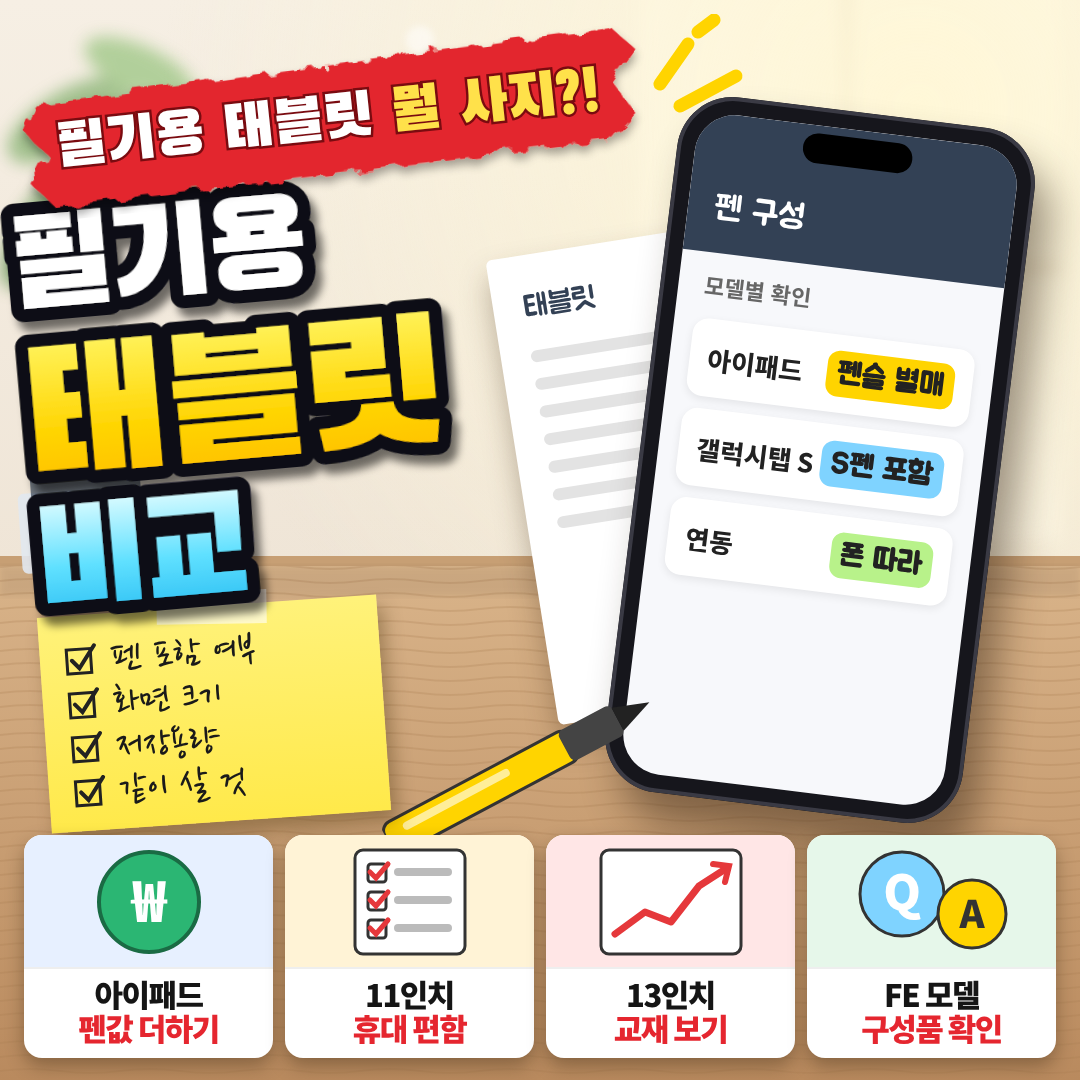 필기용 태블릿 뭘 사지?!
필기용
태블릿
비교
태블릿
펜 구성
모델별 확인
아이패드 펜슬 별매
갤럭시탭 S S펜 포함
연동 폰 따라
펜 포함 여부
화면 크기
저장용량
같이 살 것
₩
아이패드
펜값 더하기
11인치
휴대 편함
13인치
교재 보기
Q A
FE 모델
구성품 확인